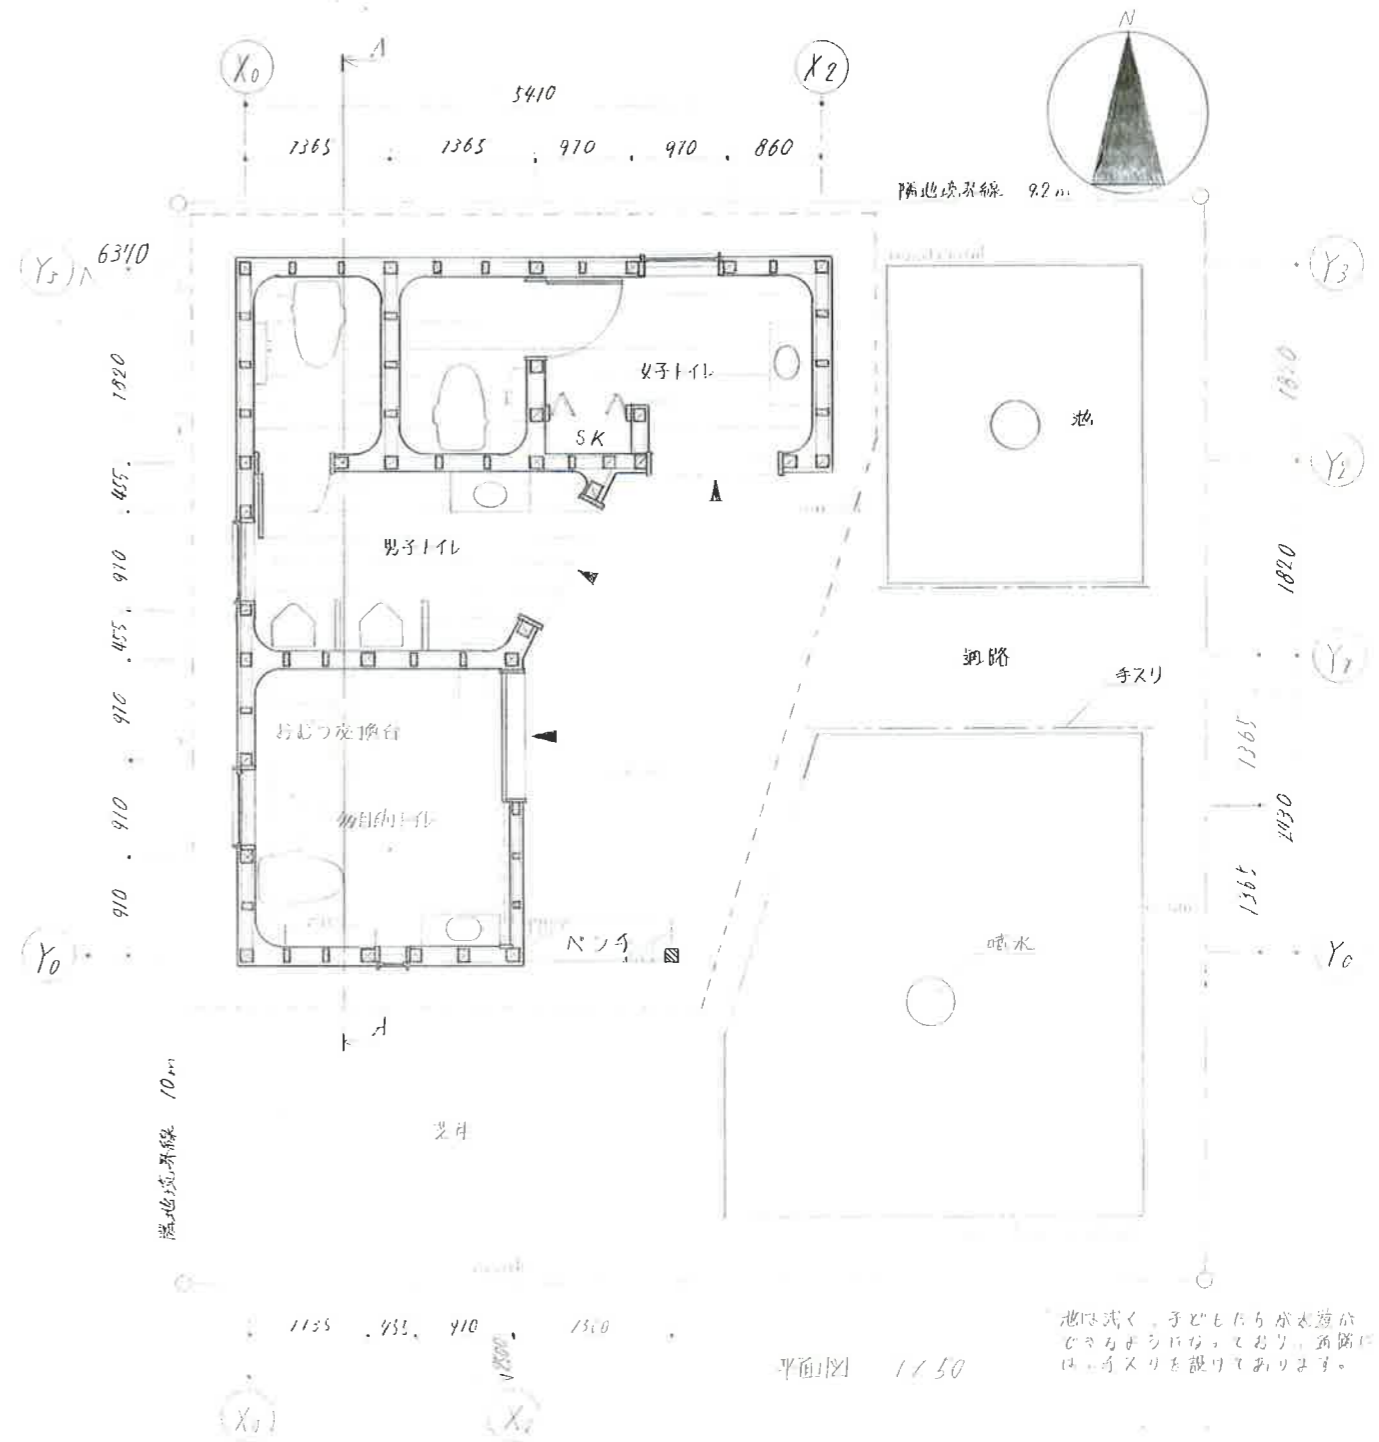 N
X0
A
X2
5410
1365
1365
910
910
860
隣地境界線 9.2m
Y3
6370
Y3
1820
女子トイレ
1820
池
SK
Y2
455
男子トイレ
910
1820
455
通路
Y1
手スリ
910
おむつ交換台
1365
910
多目的トイレ
2730
910
1365
Y0
ベンチ
噴水
Y0
A
隣地境界線 10m
芝生
1135
455
910
1500
平面図 1/50
池は浅く、子どもたちが水遊が
できるようになっており、通路に
は、手スリを設けてあります。
X0